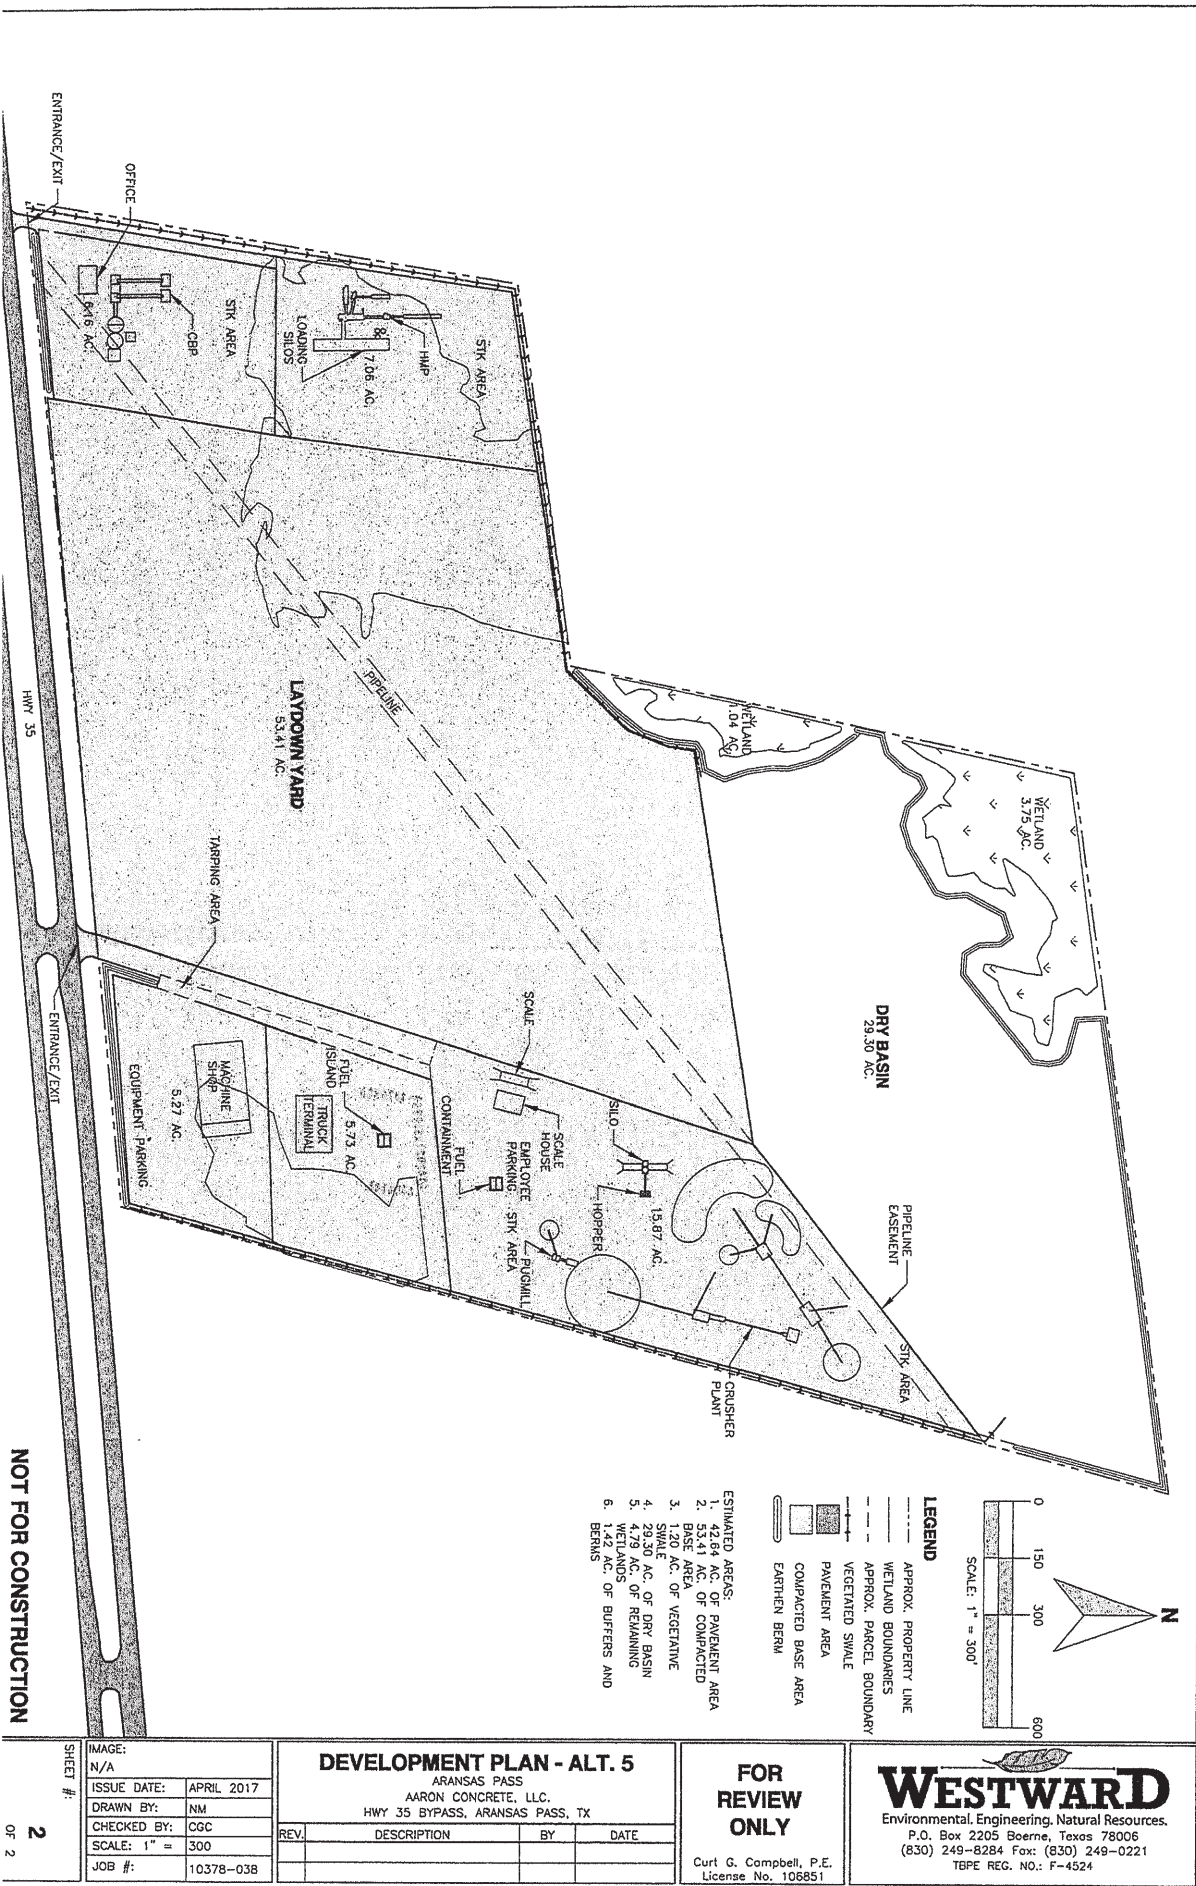 ENTRANCE/EXIT
OFFICE
6.16 AC.
CBP
STK AREA
LOADING
SILOS
&
7.06 AC.
HMP
STK AREA
HWY 35
LAYDOWN YARD
53.41 AC.
PIPELINE
WETLAND
1.04 AC.
WETLAND
3.75 AC.
DRY BASIN
29.30 AC.
TARPING AREA
ENTRANCE/EXIT
SCALE
SCALE
HOUSE
SILO
HOPPER
15.87 AC.
PIPELINE
EASEMENT
EQUIPMENT PARKING
5.27 AC.
MACHINE
SHOP
FUEL
ISLAND
TRUCK
TERMINAL
5.73 AC.
FUEL
CONTAINMENT
EMPLOYEE
PARKING
STK AREA
PUGMILL
CRUSHER
PLANT
STK AREA
N
0 150 300 600
SCALE: 1" = 300'
LEGEND
APPROX. PROPERTY LINE
WETLAND BOUNDARIES
APPROX. PARCEL BOUNDARY
VEGETATED SWALE
PAVEMENT AREA
COMPACTED BASE AREA
EARTHEN BERM
ESTIMATED AREAS:
1. 42.64 AC. OF PAVEMENT AREA
2. 53.41 AC. OF COMPACTED
BASE AREA
3. 1.20 AC. OF VEGETATIVE
SWALE
4. 29.30 AC. OF DRY BASIN
5. 4.79 AC. OF REMAINING
WETLANDS
6. 1.42 AC. OF BUFFERS AND
BERMS
NOT FOR CONSTRUCTION
SHEET #:
2
OF 2
IMAGE:
N/A
ISSUE DATE: APRIL 2017
DRAWN BY: NM
CHECKED BY: CGC
SCALE: 1" = 300
JOB #: 10378-038
DEVELOPMENT PLAN - ALT. 5
ARANSAS PASS
AARON CONCRETE, LLC.
HWY 35 BYPASS, ARANSAS PASS, TX
REV. DESCRIPTION BY DATE
FOR
REVIEW
ONLY
Curt G. Campbell, P.E.
License No. 106851
WESTWARD
Environmental. Engineering. Natural Resources.
P.O. Box 2205 Boerne, Texas 78006
(830) 249-8284 Fax: (830) 249-0221
TBPE REG. NO.: F-4524